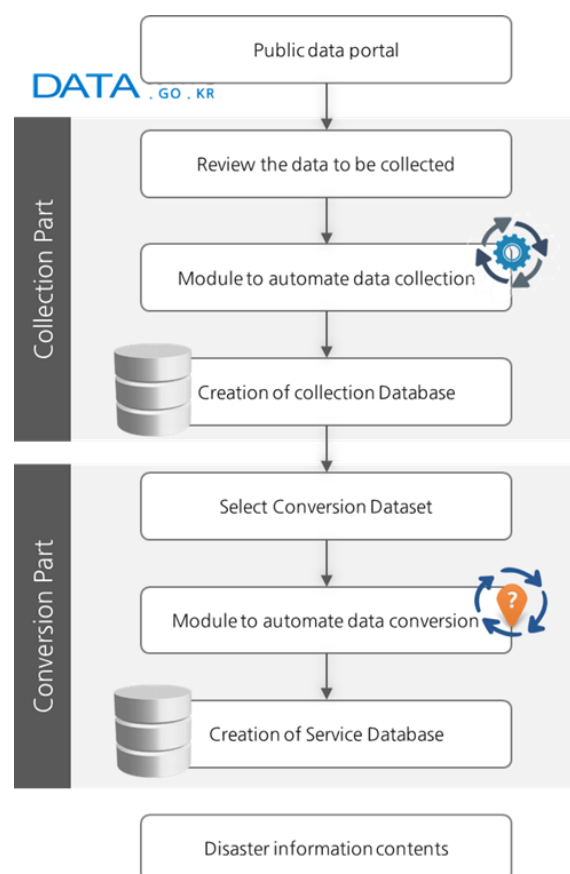 Public data portal
DATA
. GO . KR
Collection Part
Review the data to be collected
Module to automate data collection
Creation of collection Database
Conversion Part
Select Conversion Dataset
Module to automate data conversion
?
Creation of Service Database
Disaster information contents